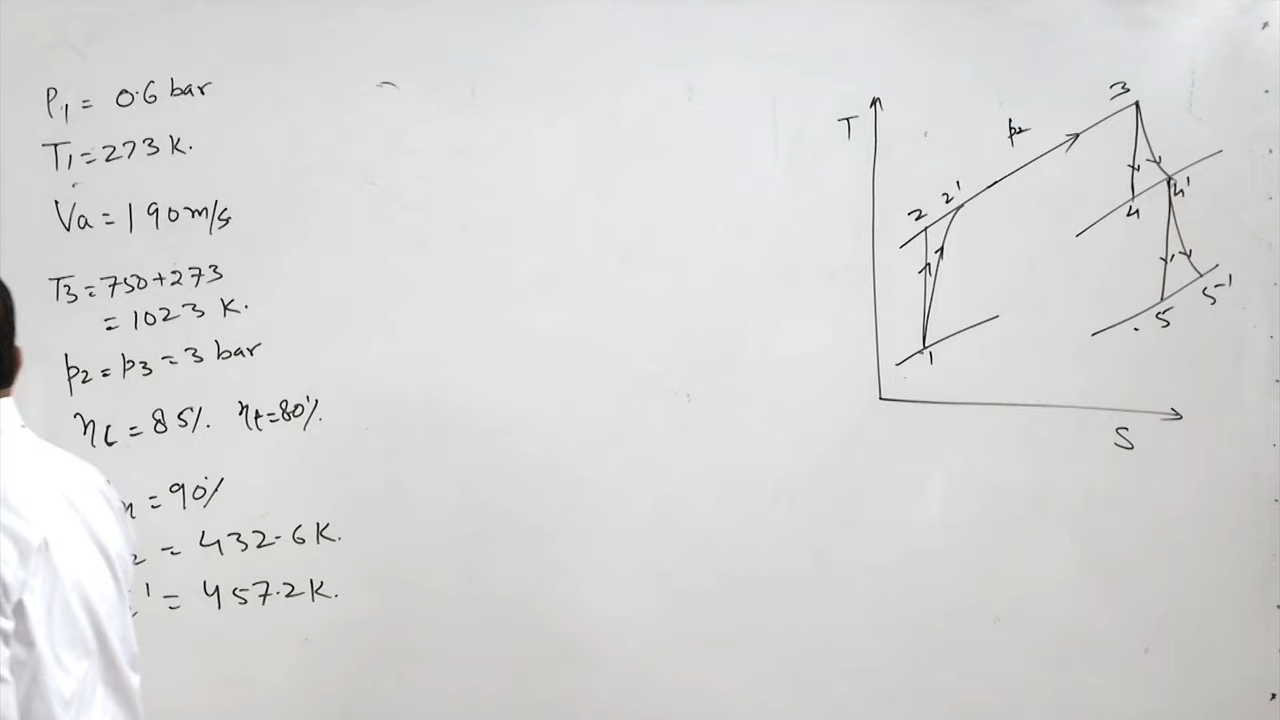 P1 = 0.6 bar
T1 = 273 K.
Va = 190 m/s
T3 = 750 + 273
= 1023 K.
p2 = p3 = 3 bar
ηc = 85%. ηt = 80%.
n = 90%
2 = 432.6 K.
' = 457.2 K.
T
p2
3
2 2'
4 4'
1
5 5'
S